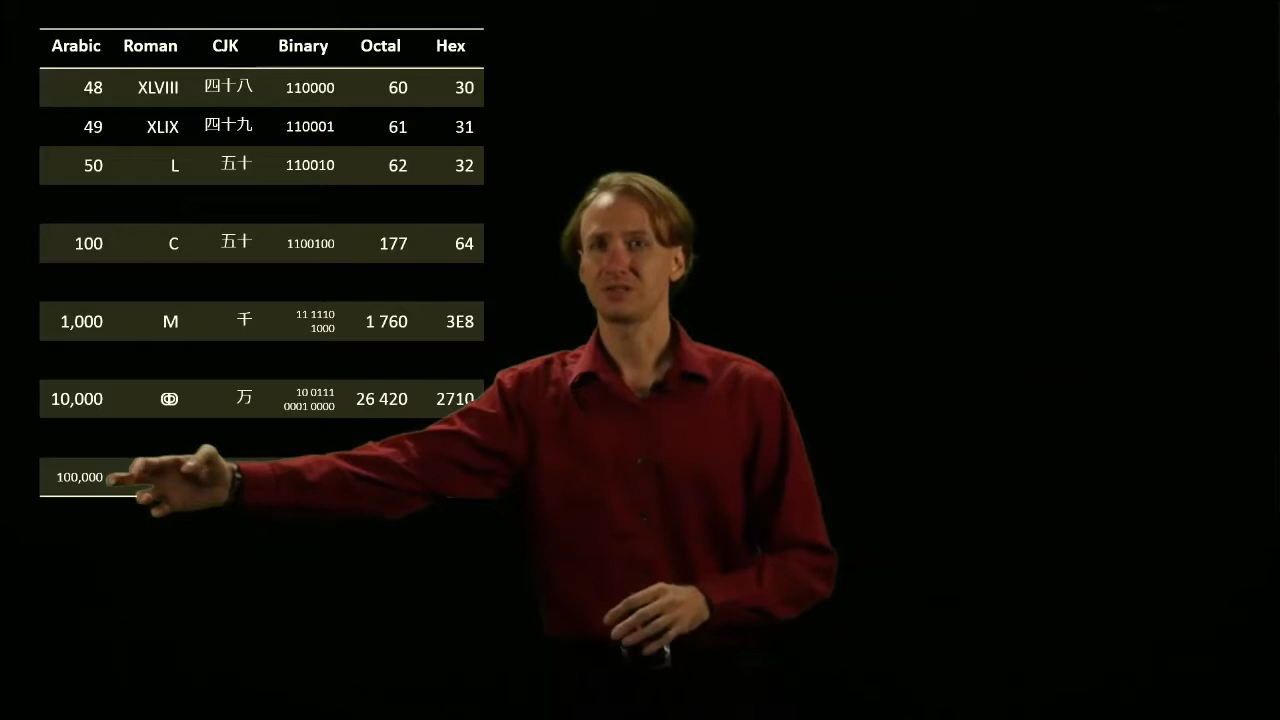 Arabic Roman CJK Binary Octal Hex
48 XLVIII 四十八 110000 60 30
49 XLIX 四十九 110001 61 31
50 L 五十 110010 62 32
100 C 五十 1100100 177 64
1,000 M 千 11 1110 1000 1 760 3E8
10,000 ↂ 万 10 0111 0001 0000 26 420 2710
100,000